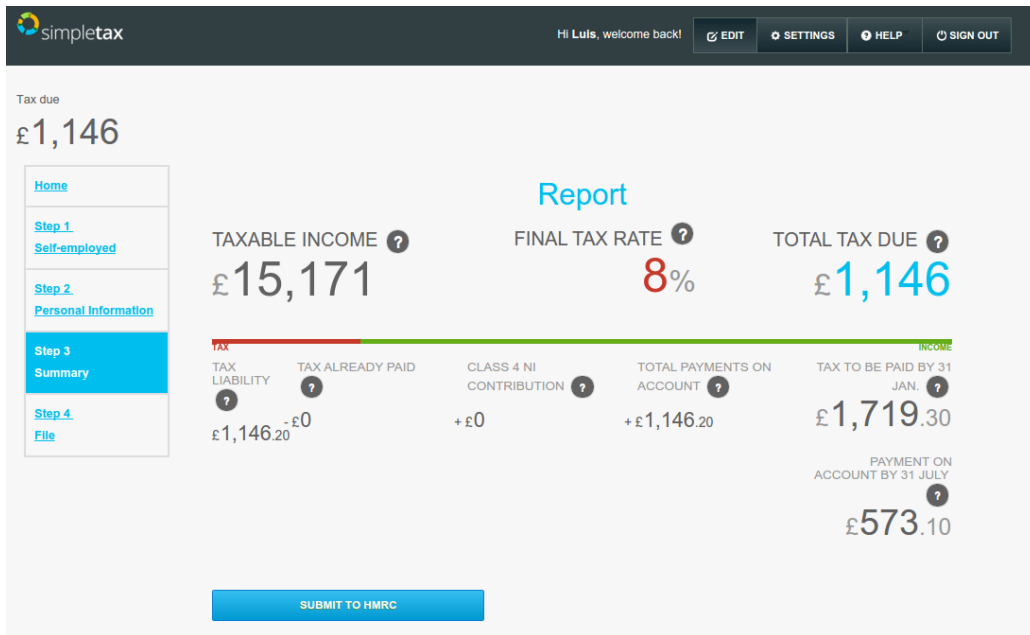 simpletax
Hi Luis, welcome back!
EDIT
SETTINGS
HELP
SIGN OUT
Tax due
£1,146
Home
Step 1
Self-employed
Step 2
Personal Information
Step 3
Summary
Step 4
File
Report
TAXABLE INCOME ?
£15,171
FINAL TAX RATE ?
8%
TOTAL TAX DUE ?
£1,146
TAX
INCOME
TAX
LIABILITY
?
£1,146.20
TAX ALREADY PAID
?
- £0
CLASS 4 NI
CONTRIBUTION ?
+ £0
TOTAL PAYMENTS ON
ACCOUNT ?
+ £1,146.20
TAX TO BE PAID BY 31
JAN. ?
£1,719.30
PAYMENT ON
ACCOUNT BY 31 JULY
?
£573.10
SUBMIT TO HMRC